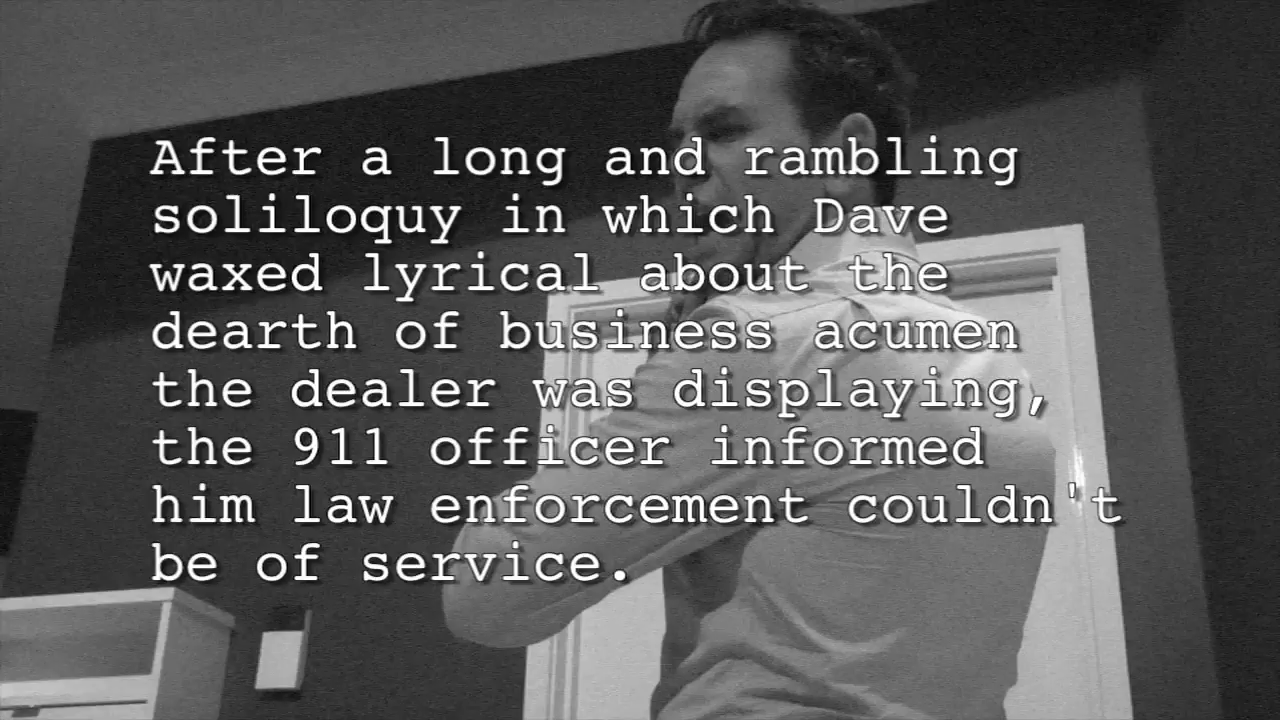 After a long and rambling
soliloquy in which Dave
waxed lyrical about the
dearth of business acumen
the dealer was displaying,
the 911 officer informed
him law enforcement couldn't
be of service.